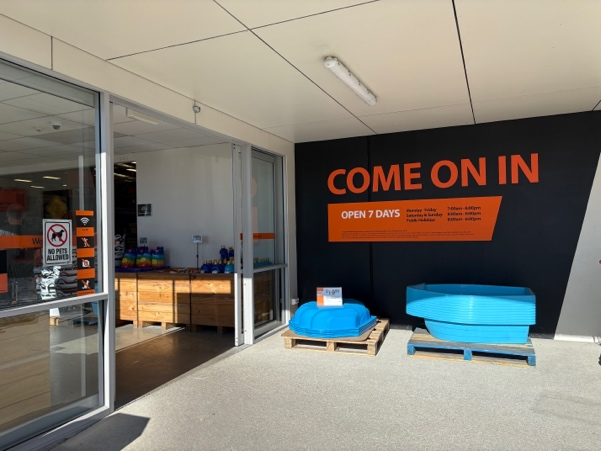 COME ON IN
OPEN 7 DAYS
Monday - Friday 7:00am - 6:00pm
Saturday & Sunday 8:00am - 6:00pm
Public Holidays 8:00am - 6:00pm
NO PETS
ALLOWED